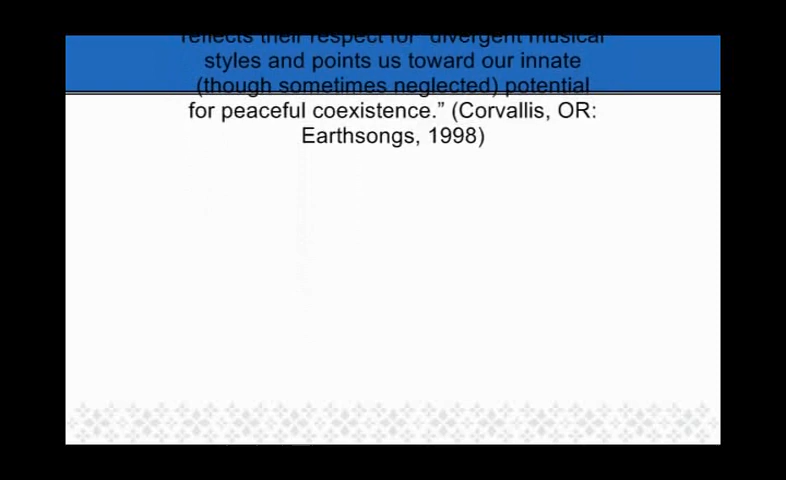 reflects their respect for “divergent musical
styles and points us toward our innate
(though sometimes neglected) potential
for peaceful coexistence.” (Corvallis, OR:
Earthsongs, 1998)